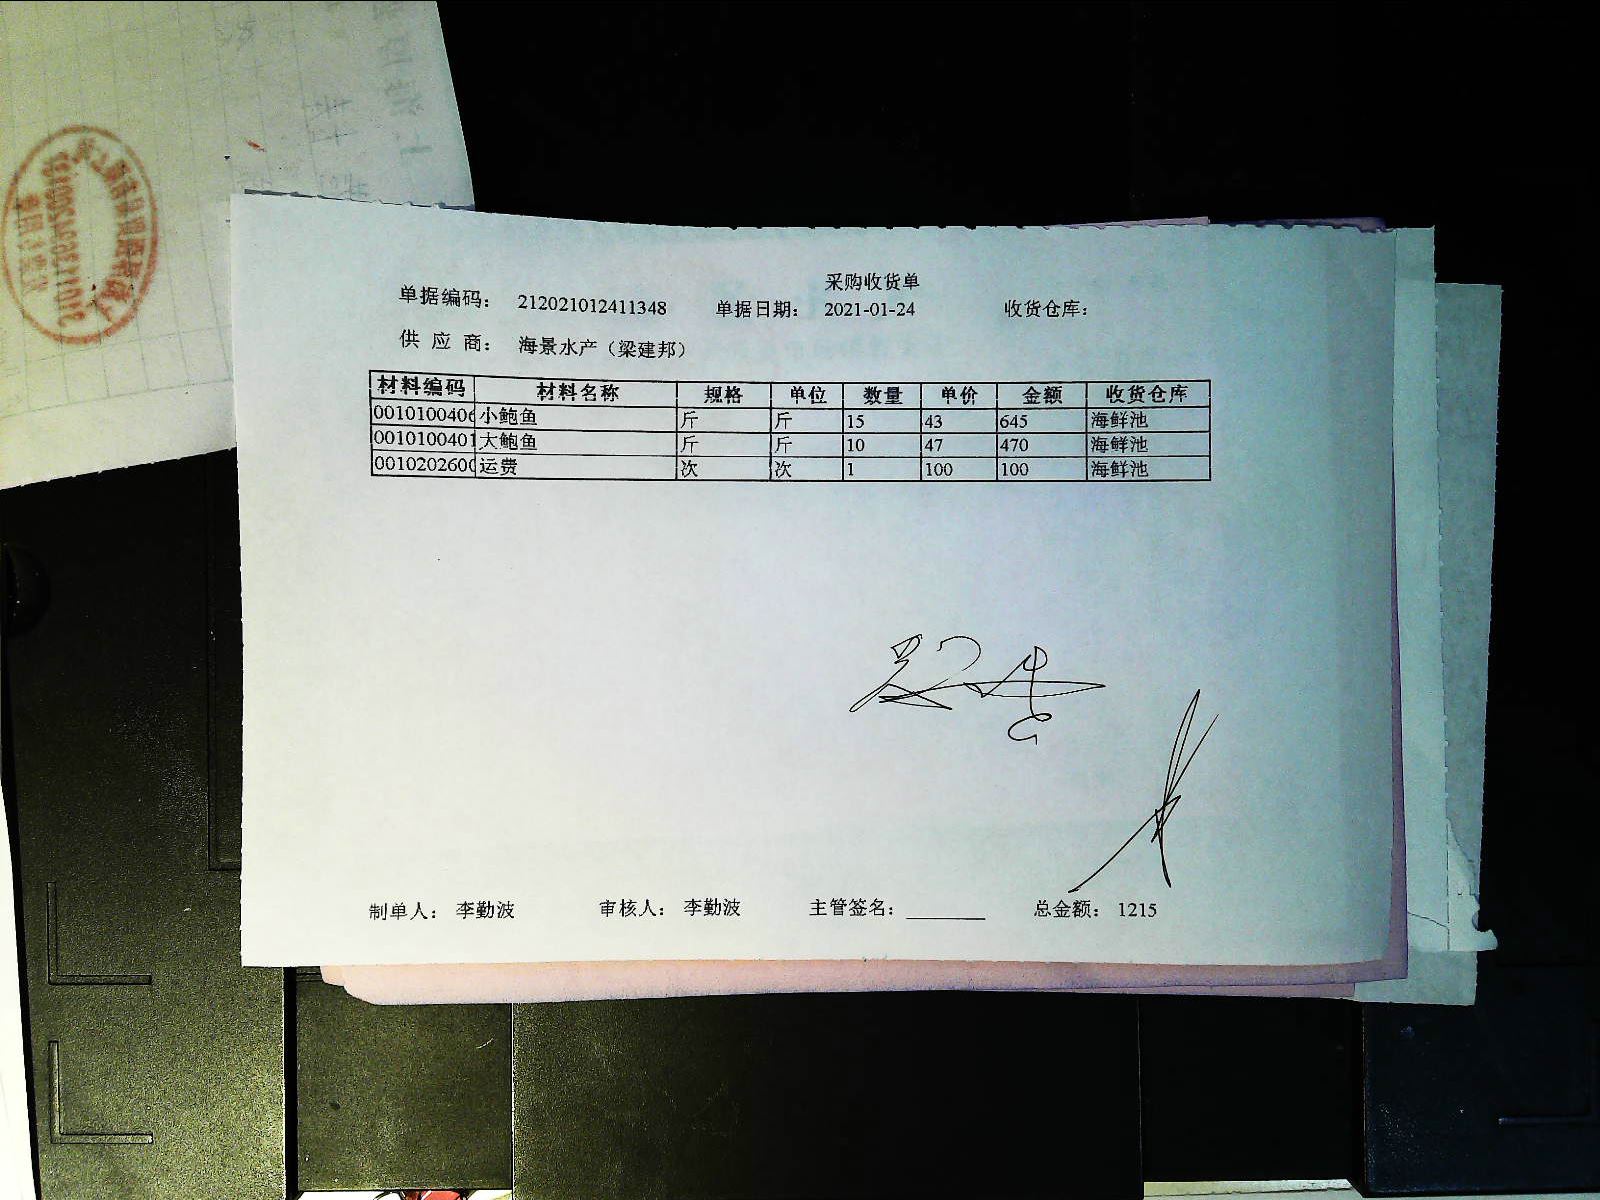 采购收货单
单据编码: 212021012411348 单据日期: 2021-01-24 收货仓库:
供 应 商: 海景水产（梁建邦）
材料编码 材料名称 规格 单位 数量 单价 金额 收货仓库
0010100406 小鲍鱼 斤 斤 15 43 645 海鲜池
0010100401 大鲍鱼 斤 斤 10 47 470 海鲜池
0010202600 运费 次 次 1 100 100 海鲜池
制单人: 李勤波 审核人: 李勤波 主管签名: 总金额: 1215